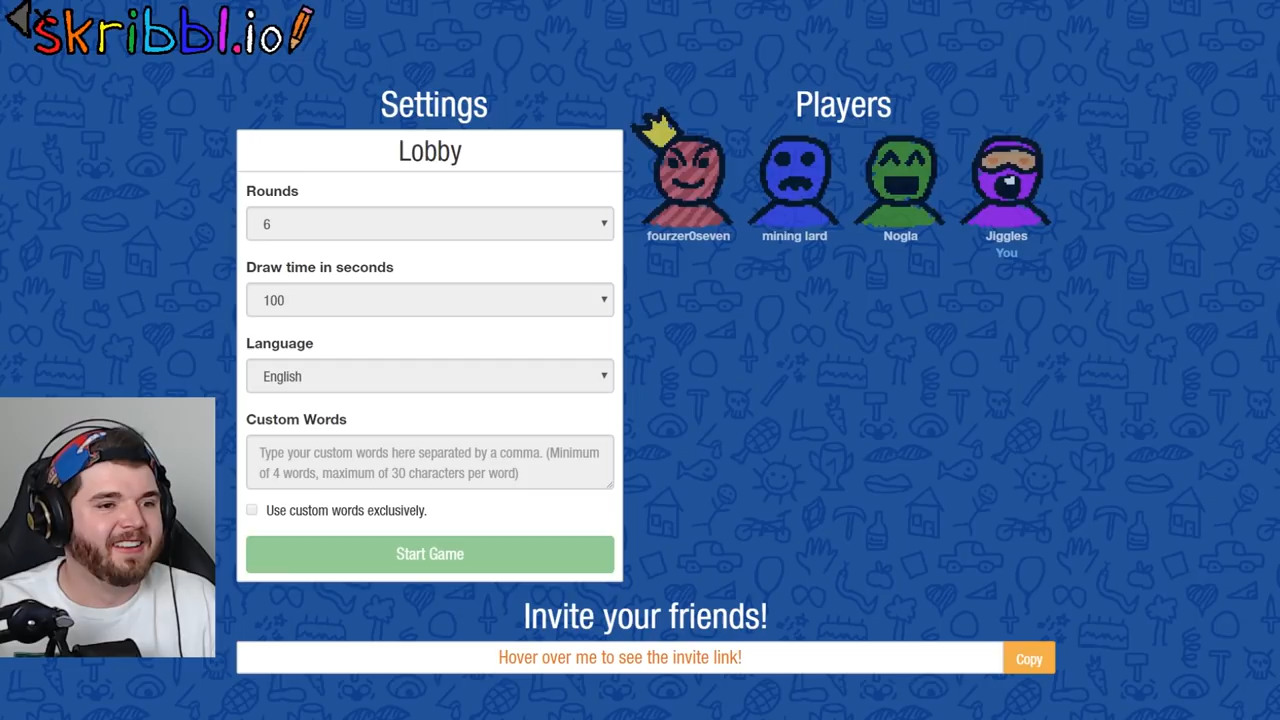 skribbl.io
Settings
Players
Lobby
Rounds
6
Draw time in seconds
100
Language
English
Custom Words
Type your custom words here separated by a comma. (Minimum
of 4 words, maximum of 30 characters per word)
Use custom words exclusively.
Start Game
fourzer0seven
mining lard
Nogla
Jiggles
You
Invite your friends!
Hover over me to see the invite link!
Copy